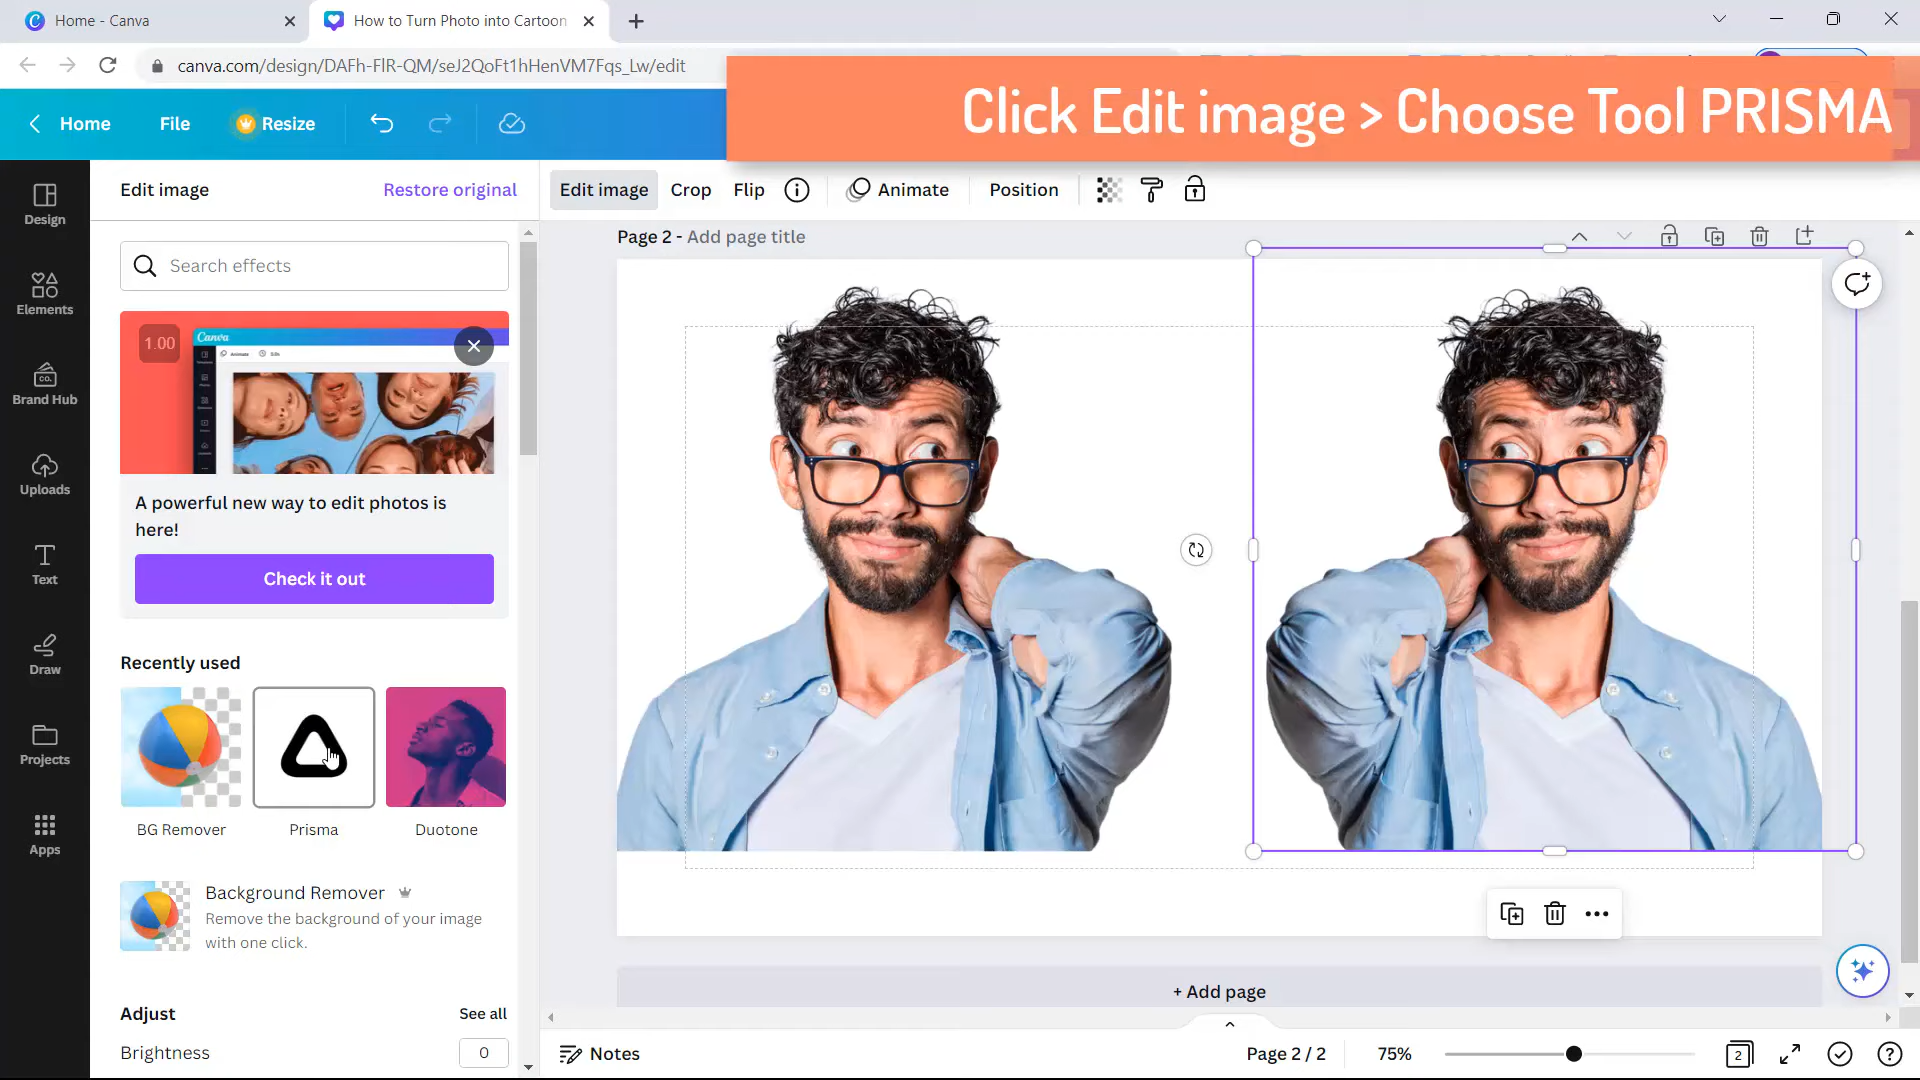 Home - Canva
How to Turn Photo into Cartoon
canva.com/design/DAFh-FlR-QM/seJ2QoFt1hHenVM7Fqs_Lw/edit
Click Edit image > Choose Tool PRISMA
Home
File
Resize
Design
Elements
Brand Hub
CO.
Uploads
Text
Draw
Projects
Apps
Edit image
Restore original
Search effects
1.00
Canva
Animate
A powerful new way to edit photos is
here!
Check it out
Recently used
BG Remover
Prisma
Duotone
Background Remover
Remove the background of your image
with one click.
Adjust
See all
Brightness
0
Edit image
Crop
Flip
Animate
Position
Page 2 - Add page title
+ Add page
Notes
Page 2 / 2
75%
2